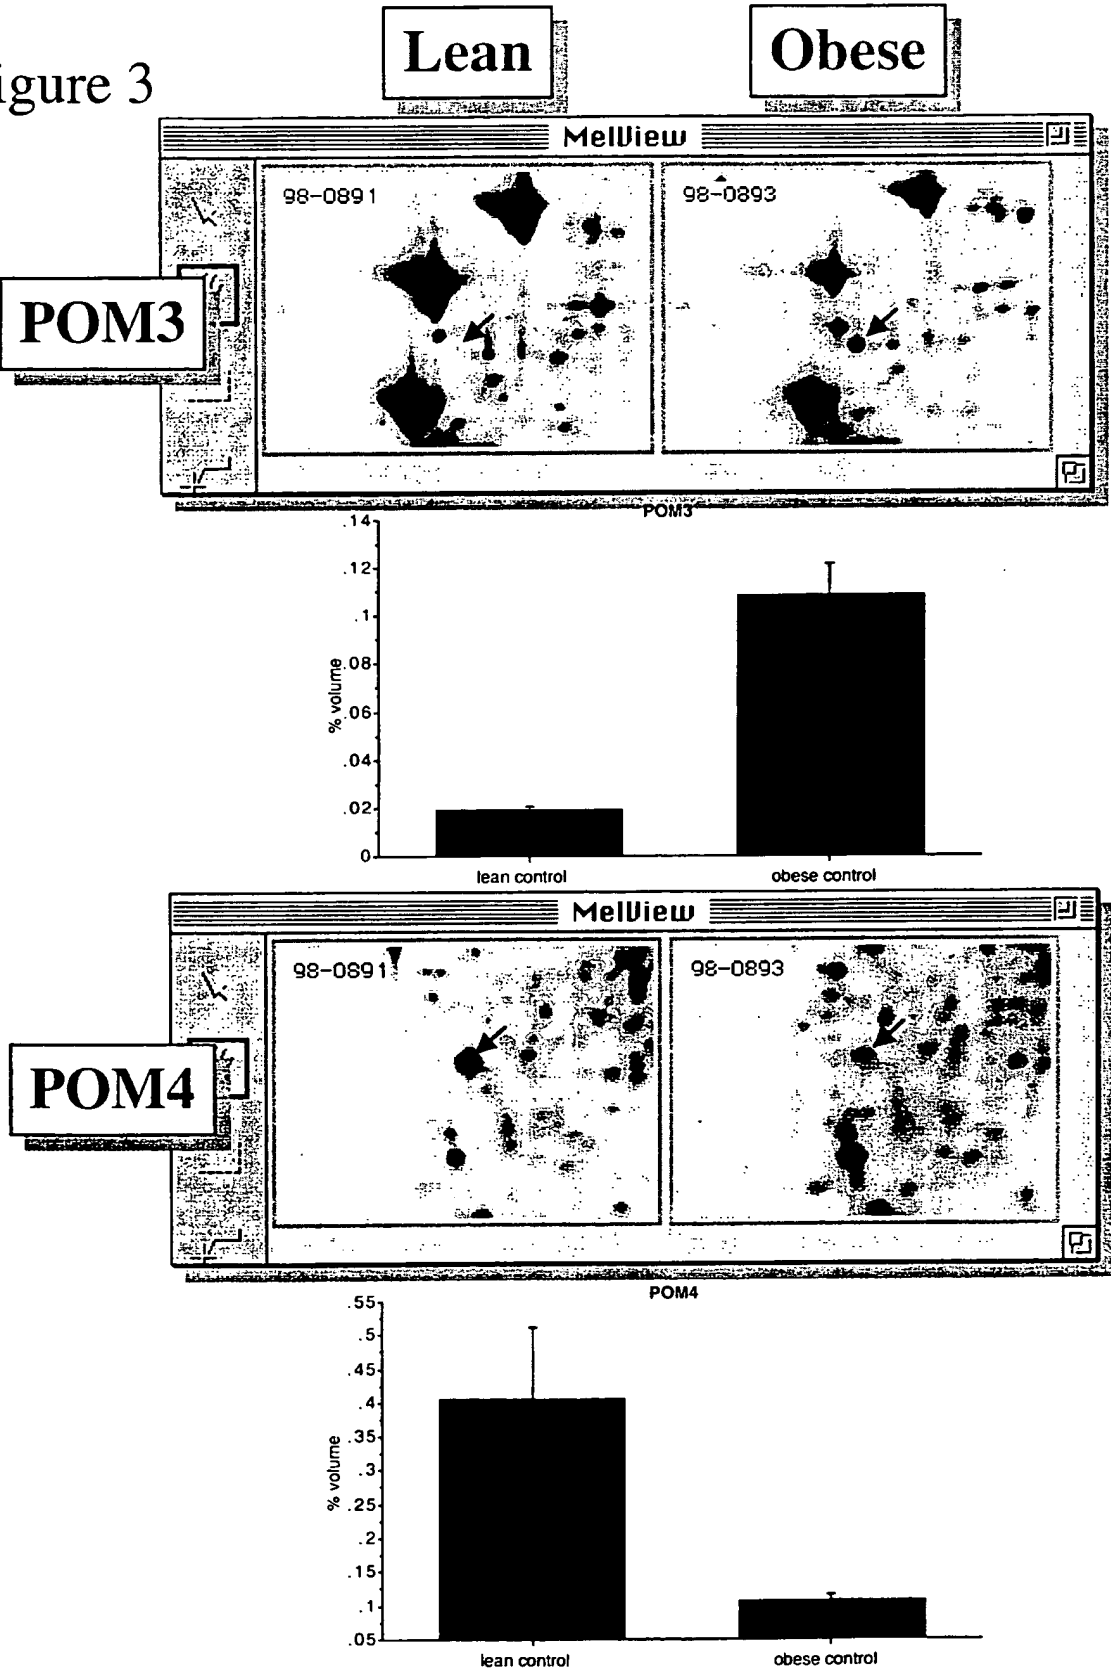 Lean
Obese
igure 3
MelView
98-0891
98-0893
POM3
POM3
.14
.12
.1
.08
.06
.04
.02
0
% volume
lean control
obese control
MelView
98-0891
98-0893
POM4
POM4
.55
.5
.45
.4
.35
.3
.25
.2
.15
.1
.05
% volume
lean control
obese control